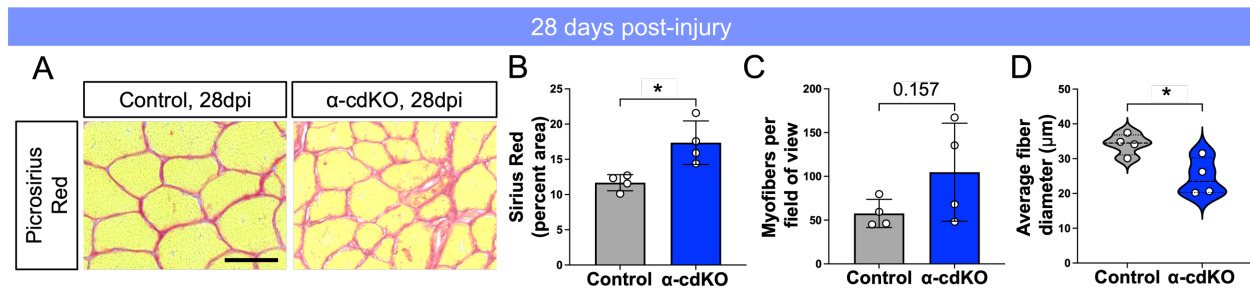 28 days post-injury
A
Control, 28dpi
α-cdKO, 28dpi
Picrosirius
Red
B
Sirius Red
(percent area)
25
20
15
10
5
0
*
Control
α-cdKO
C
Myofibers per
field of view
200
150
100
50
0
0.157
Control
α-cdKO
D
Average fiber
diameter (μm)
50
40
30
20
10
0
*
Control
α-cdKO